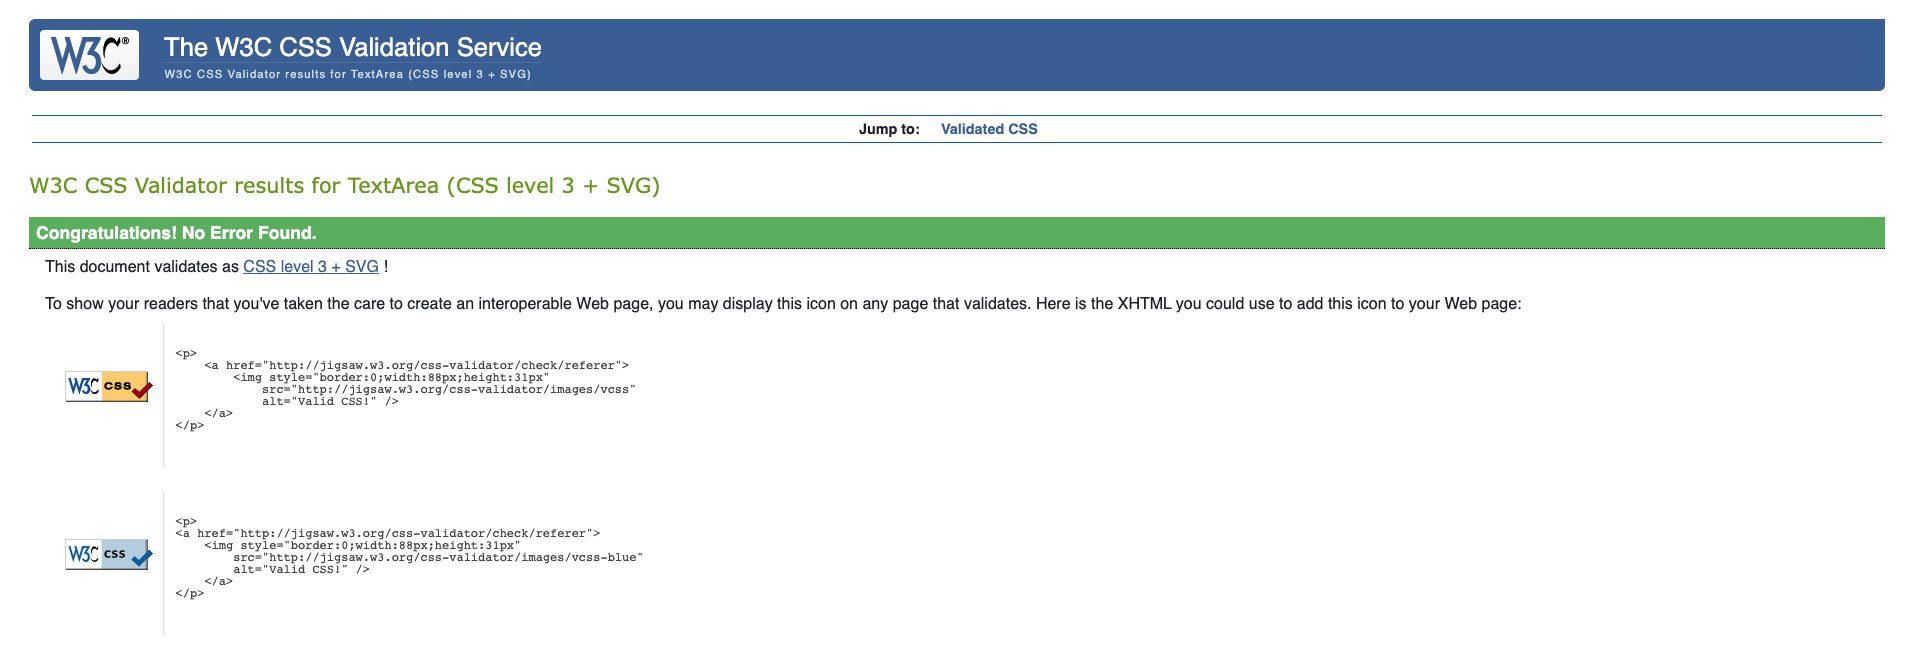 W3C®
The W3C CSS Validation Service
W3C CSS Validator results for TextArea (CSS level 3 + SVG)
Jump to: Validated CSS
W3C CSS Validator results for TextArea (CSS level 3 + SVG)
Congratulations! No Error Found.
This document validates as CSS level 3 + SVG !
To show your readers that you've taken the care to create an interoperable Web page, you may display this icon on any page that validates. Here is the XHTML you could use to add this icon to your Web page:
W3C css
<p>
    <a href="http://jigsaw.w3.org/css-validator/check/referer">
        <img style="border:0;width:88px;height:31px"
            src="http://jigsaw.w3.org/css-validator/images/vcss"
            alt="Valid CSS!" />
    </a>
</p>
W3C css
<p>
<a href="http://jigsaw.w3.org/css-validator/check/referer">
    <img style="border:0;width:88px;height:31px"
        src="http://jigsaw.w3.org/css-validator/images/vcss-blue"
        alt="Valid CSS!" />
    </a>
</p>